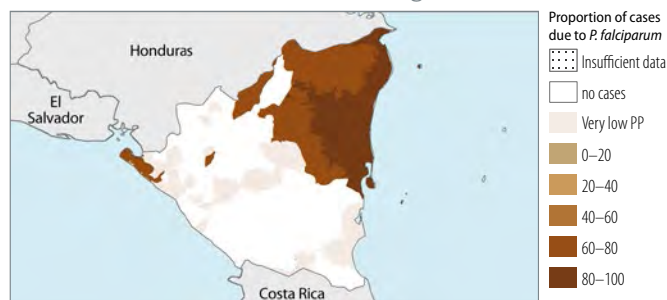 Proportion of cases
due to P. falciparum
Insufficient data
no cases
Very low PP
0–20
20–40
40–60
60–80
80–100
Honduras
El
Salvador
Costa Rica